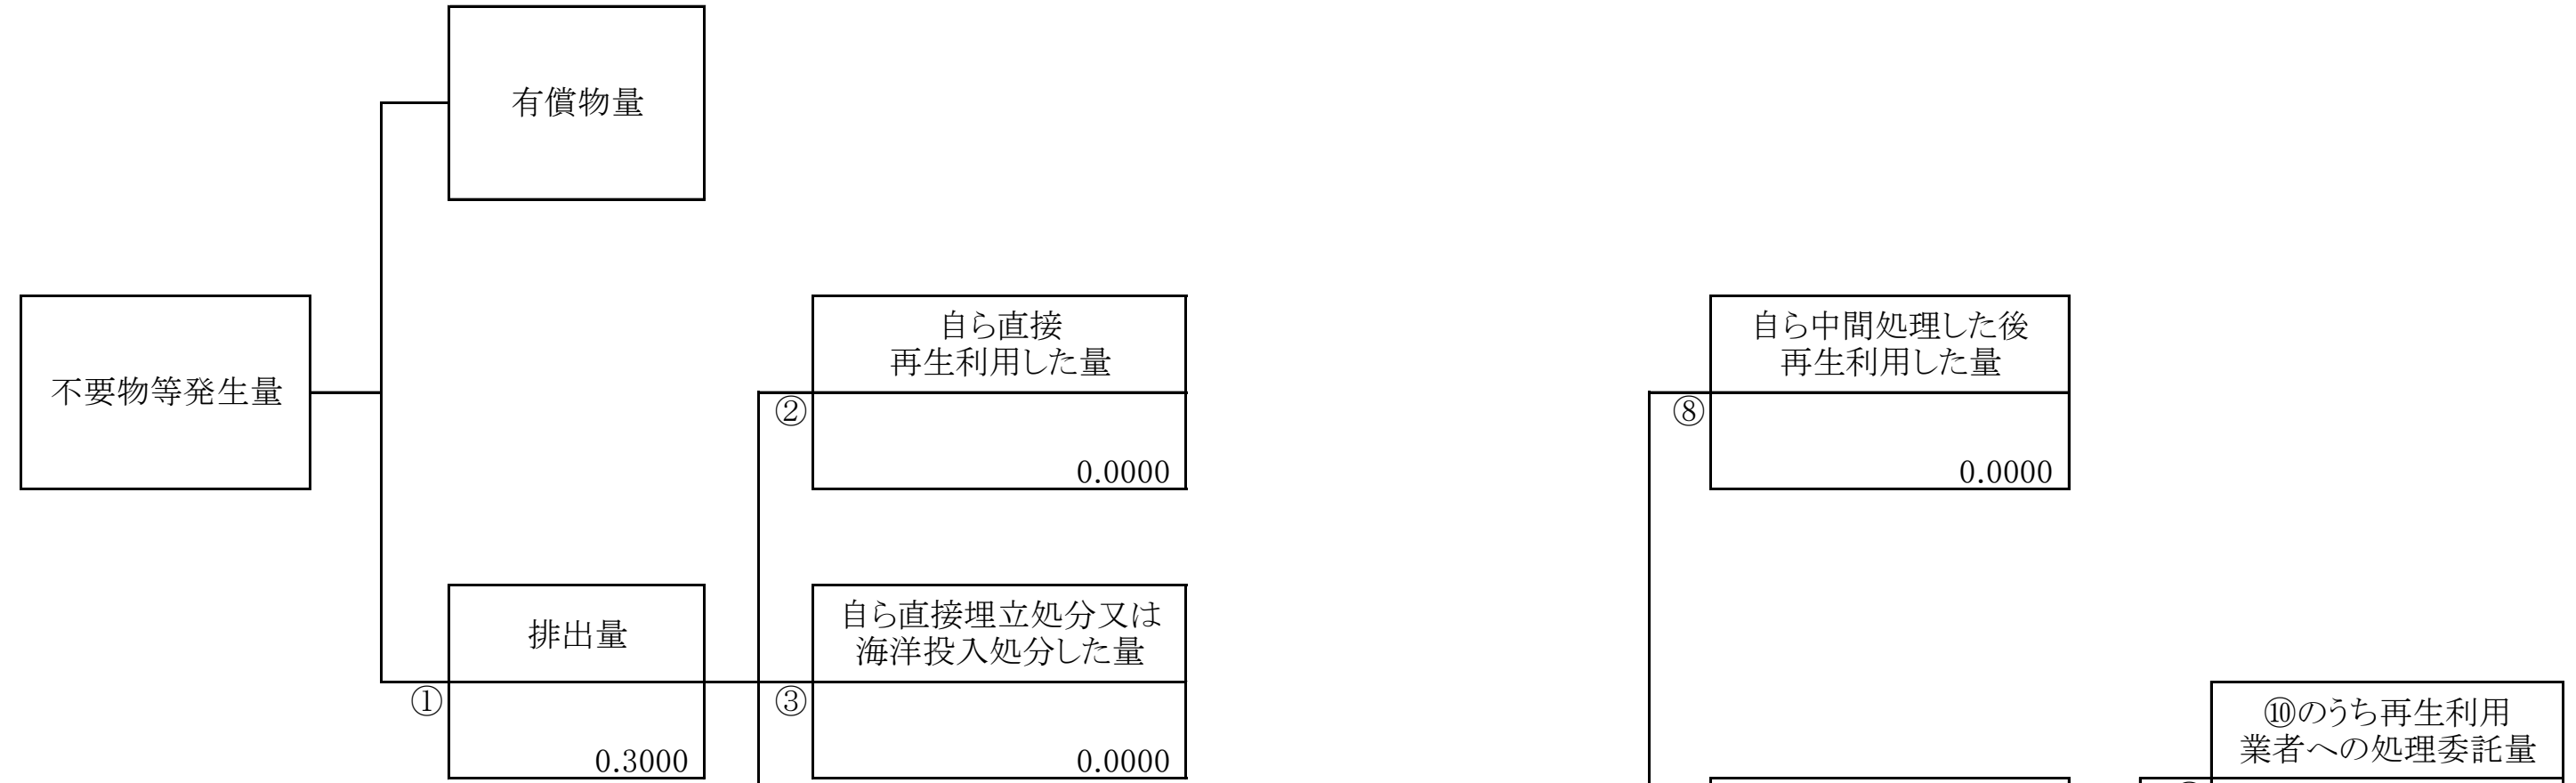 有償物量
不要物等発生量
自ら直接
再生利用した量
②
0.0000
自ら中間処理した後
再生利用した量
⑧
0.0000
排出量
①
0.3000
自ら直接埋立処分又は
海洋投入処分した量
③
0.0000
⑩のうち再生利用
業者への処理委託量